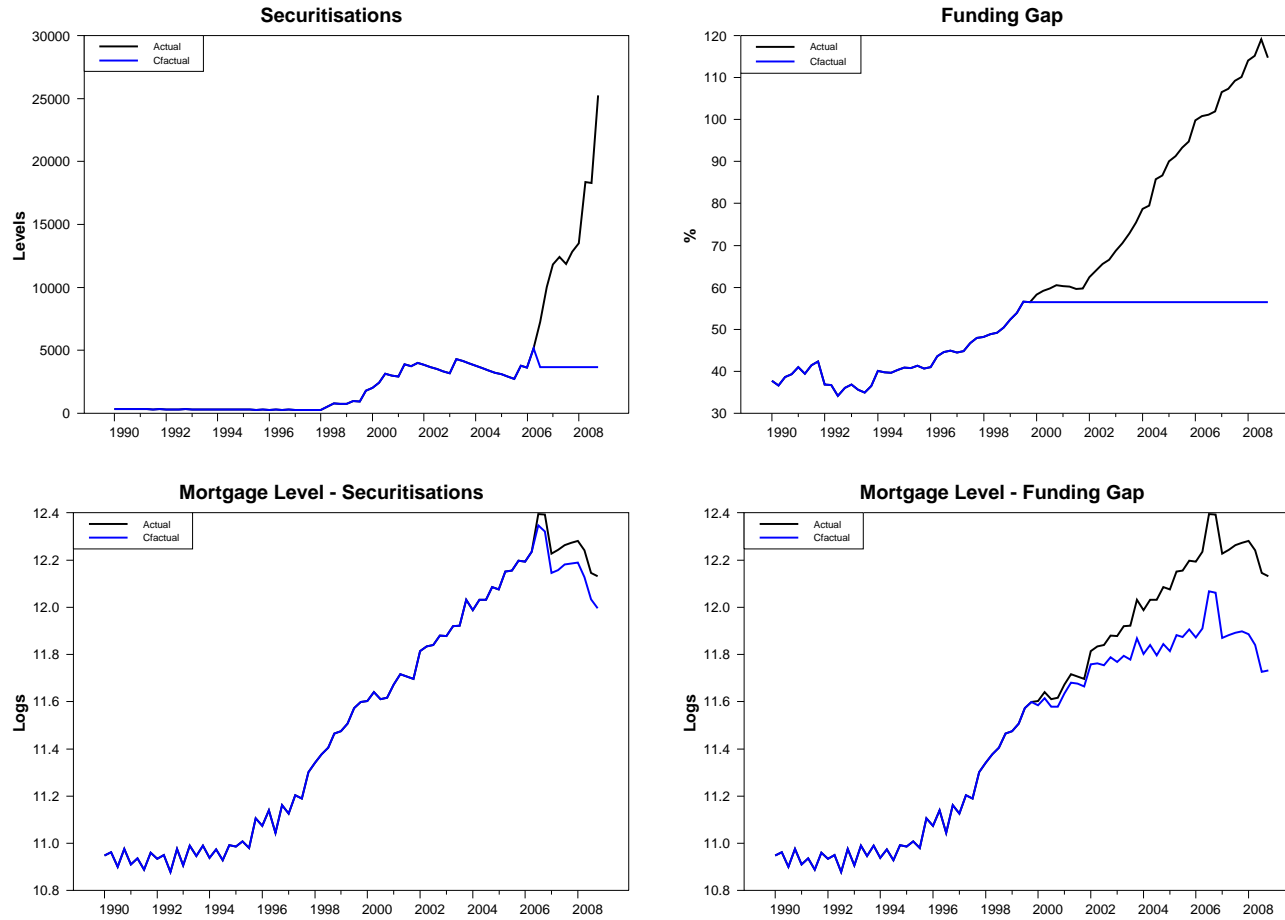 Securitisations
Actual
Cfactual
30000
25000
20000
15000
10000
5000
0
Levels
1990 1992 1994 1996 1998 2000 2002 2004 2006 2008
Funding Gap
Actual
Cfactual
120
110
100
90
80
70
60
50
40
30
%
1990 1992 1994 1996 1998 2000 2002 2004 2006 2008
Mortgage Level - Securitisations
Actual
Cfactual
12.4
12.2
12.0
11.8
11.6
11.4
11.2
11.0
10.8
Logs
1990 1992 1994 1996 1998 2000 2002 2004 2006 2008
Mortgage Level - Funding Gap
Actual
Cfactual
12.4
12.2
12.0
11.8
11.6
11.4
11.2
11.0
10.8
Logs
1990 1992 1994 1996 1998 2000 2002 2004 2006 2008